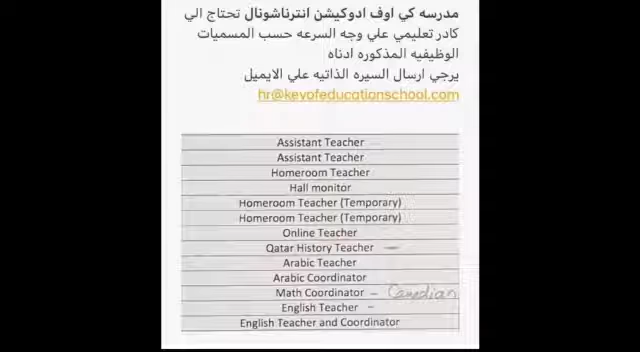 مدرسه كي اوف ادوكيشن انترناشونال تحتاج الي
كادر تعليمي علي وجه السرعه حسب المسميات
الوظيفيه المذكوره ادناه
يرجي ارسال السيره الذاتيه علي الايميل
hr@keyofeducationschool.com
Assistant Teacher
Assistant Teacher
Homeroom Teacher
Hall monitor
Homeroom Teacher (Temporary)
Homeroom Teacher (Temporary)
Online Teacher
Qatar History Teacher —
Arabic Teacher
Arabic Coordinator
Math Coordinator – Canadian
English Teacher –
English Teacher and Coordinator